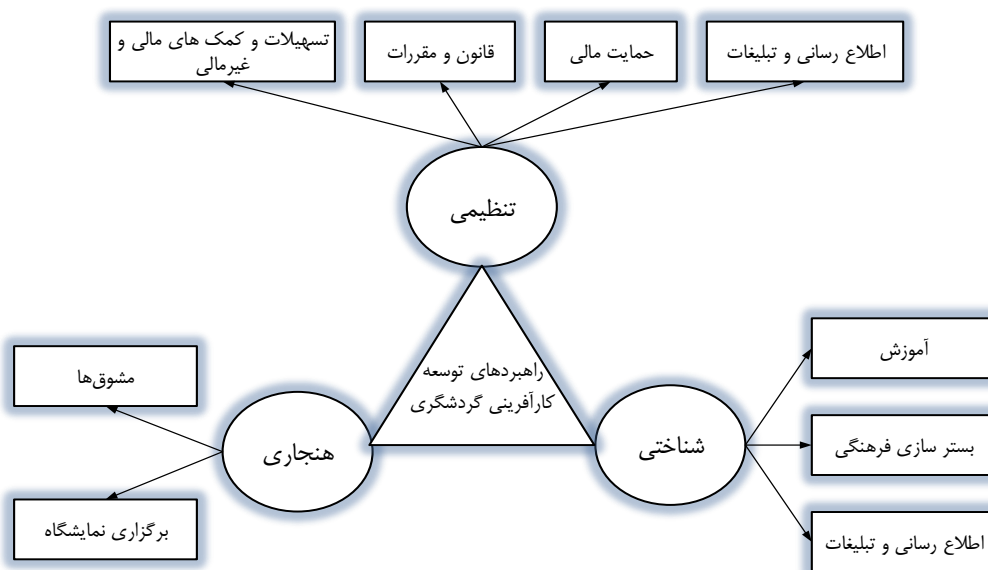 اطلاع رسانی و تبلیغات
حمایت مالی
قانون و مقررات
تسهیلات و کمک های مالی و
غیرمالی
تنظیمی
راهبردهای توسعه
کارآفرینی گردشگری
شناختی
آموزش
بستر سازی فرهنگی
اطلاع رسانی و تبلیغات
هنجاری
مشوق‌ها
برگزاری نمایشگاه